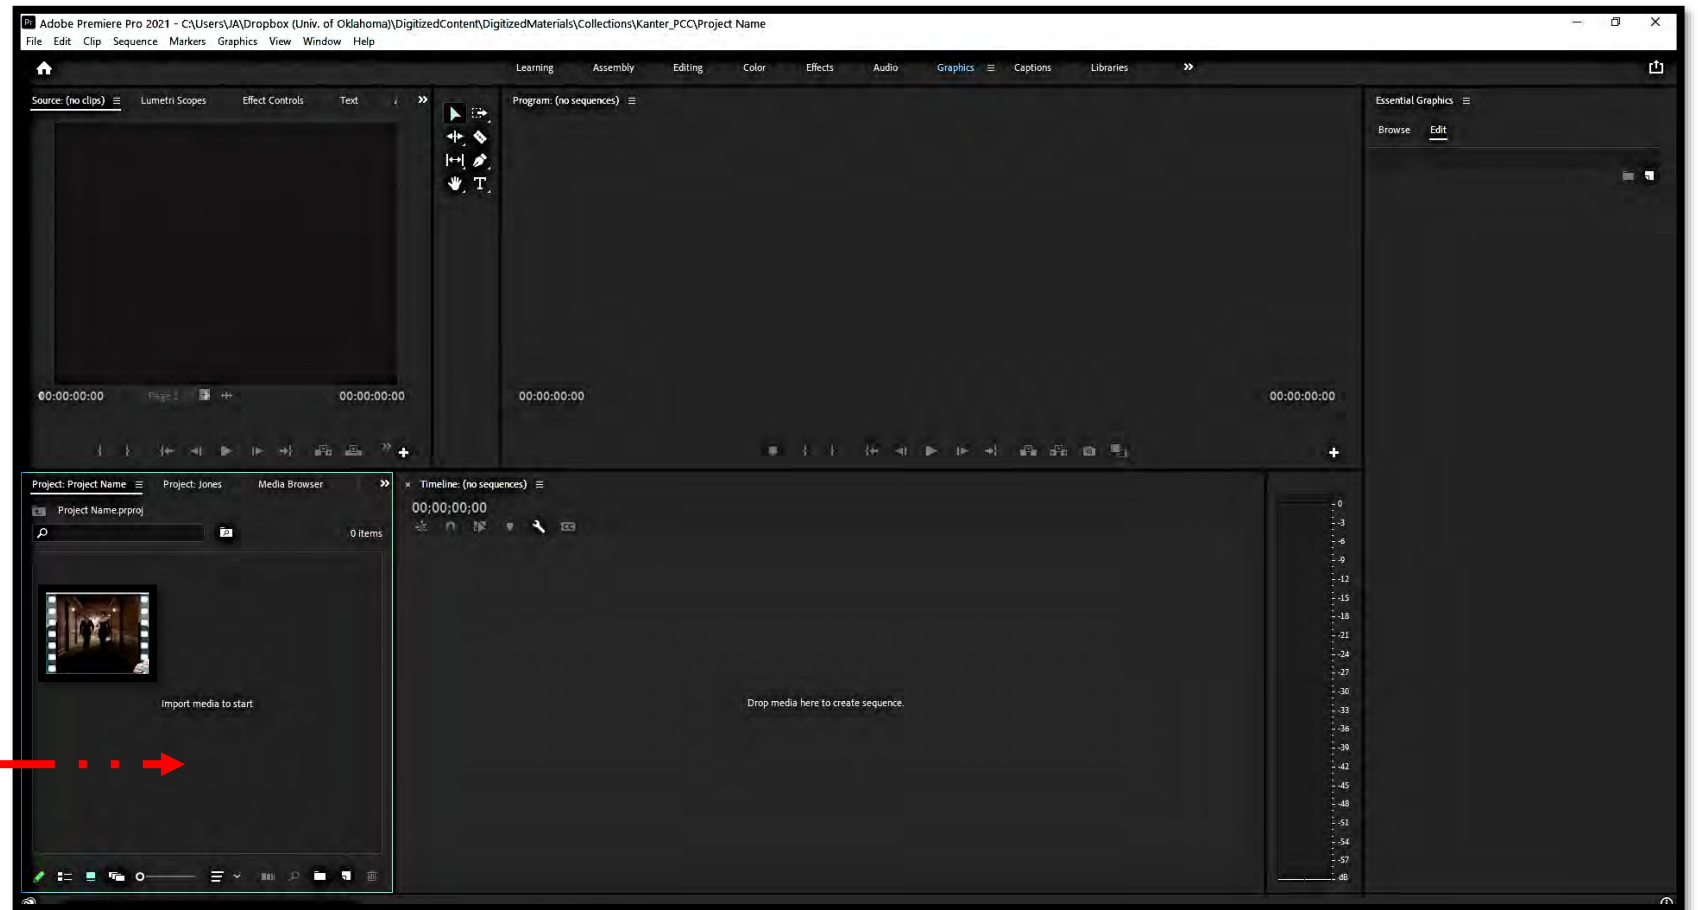 Pr Adobe Premiere Pro 2021 - C:\Users\JA\Dropbox (Univ. of Oklahoma)\DigitizedContent\DigitizedMaterials\Collections\Kanter_PCC\Project Name
File Edit Clip Sequence Markers Graphics View Window Help
Learning Assembly Editing Color Effects Audio Graphics Captions Libraries
Source: (no clips) Lumetri Scopes Effect Controls Text
Program: (no sequences)
Essential Graphics
Browse Edit
T
00:00:00:00 00:00:00:00
00:00:00:00 00:00:00:00
Project: Project Name Project: Jones Media Browser
Project Name.prproj
0 items
Import media to start
× Timeline: (no sequences)
00;00;00;00
CC
Drop media here to create sequence.
0
-3
-6
-9
-12
-15
-18
-21
-24
-27
-30
-33
-36
-39
-42
-45
-48
-51
-54
-57
dB